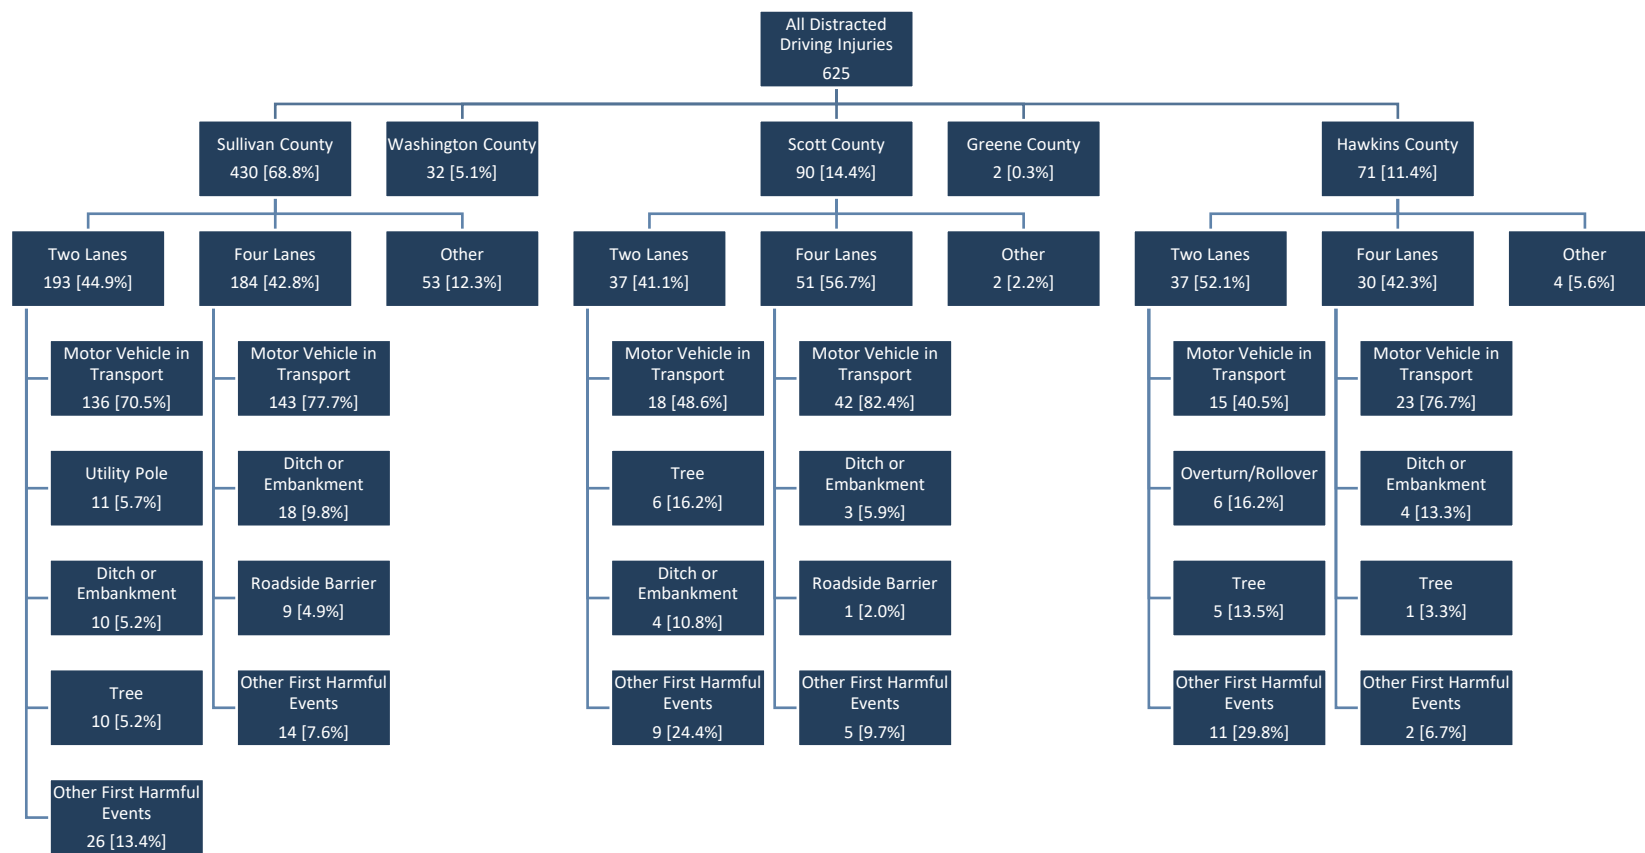 All Distracted
Driving Injuries
625
Sullivan County
430 [68.8%]
Washington County
32 [5.1%]
Scott County
90 [14.4%]
Greene County
2 [0.3%]
Hawkins County
71 [11.4%]
Two Lanes
193 [44.9%]
Four Lanes
184 [42.8%]
Other
53 [12.3%]
Two Lanes
37 [41.1%]
Four Lanes
51 [56.7%]
Other
2 [2.2%]
Two Lanes
37 [52.1%]
Four Lanes
30 [42.3%]
Other
4 [5.6%]
Motor Vehicle in
Transport
136 [70.5%]
Utility Pole
11 [5.7%]
Ditch or
Embankment
10 [5.2%]
Tree
10 [5.2%]
Other First Harmful
Events
26 [13.4%]
Motor Vehicle in
Transport
143 [77.7%]
Ditch or
Embankment
18 [9.8%]
Roadside Barrier
9 [4.9%]
Other First Harmful
Events
14 [7.6%]
Motor Vehicle in
Transport
18 [48.6%]
Tree
6 [16.2%]
Ditch or
Embankment
4 [10.8%]
Other First Harmful
Events
9 [24.4%]
Motor Vehicle in
Transport
42 [82.4%]
Ditch or
Embankment
3 [5.9%]
Roadside Barrier
1 [2.0%]
Other First Harmful
Events
5 [9.7%]
Motor Vehicle in
Transport
15 [40.5%]
Overturn/Rollover
6 [16.2%]
Tree
5 [13.5%]
Other First Harmful
Events
11 [29.8%]
Motor Vehicle in
Transport
23 [76.7%]
Ditch or
Embankment
4 [13.3%]
Tree
1 [3.3%]
Other First Harmful
Events
2 [6.7%]